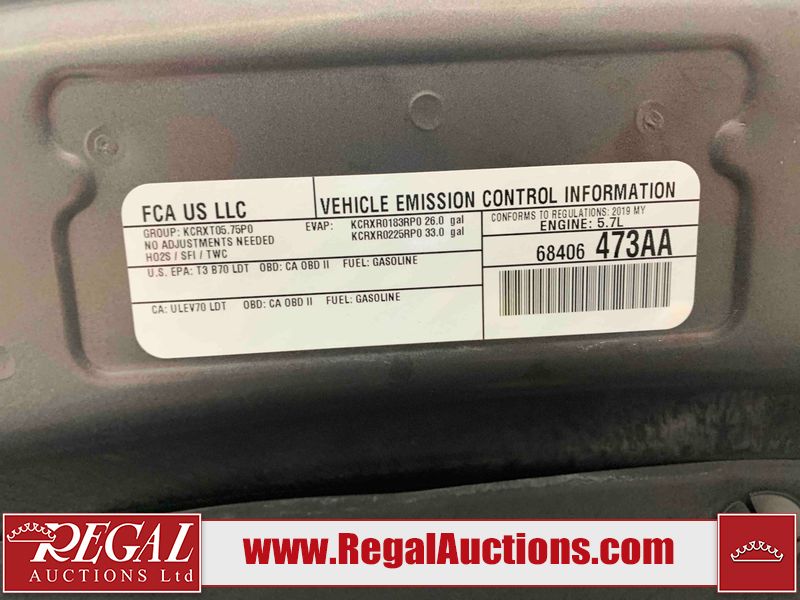 FCA US LLC
VEHICLE EMISSION CONTROL INFORMATION
GROUP: KCRXT05.75P0
NO ADJUSTMENTS NEEDED
HO2S / SFI / TWC
EVAP: KCRXR0183RP0 26.0 gal
KCRXR0225RP0 33.0 gal
CONFORMS TO REGULATIONS: 2019 MY
ENGINE: 5.7L
68406 473AA
U.S. EPA: T3 B70 LDT OBD: CA OBD II FUEL: GASOLINE
CA: ULEV70 LDT OBD: CA OBD II FUEL: GASOLINE
REGAL
AUCTIONS Ltd
www.RegalAuctions.com